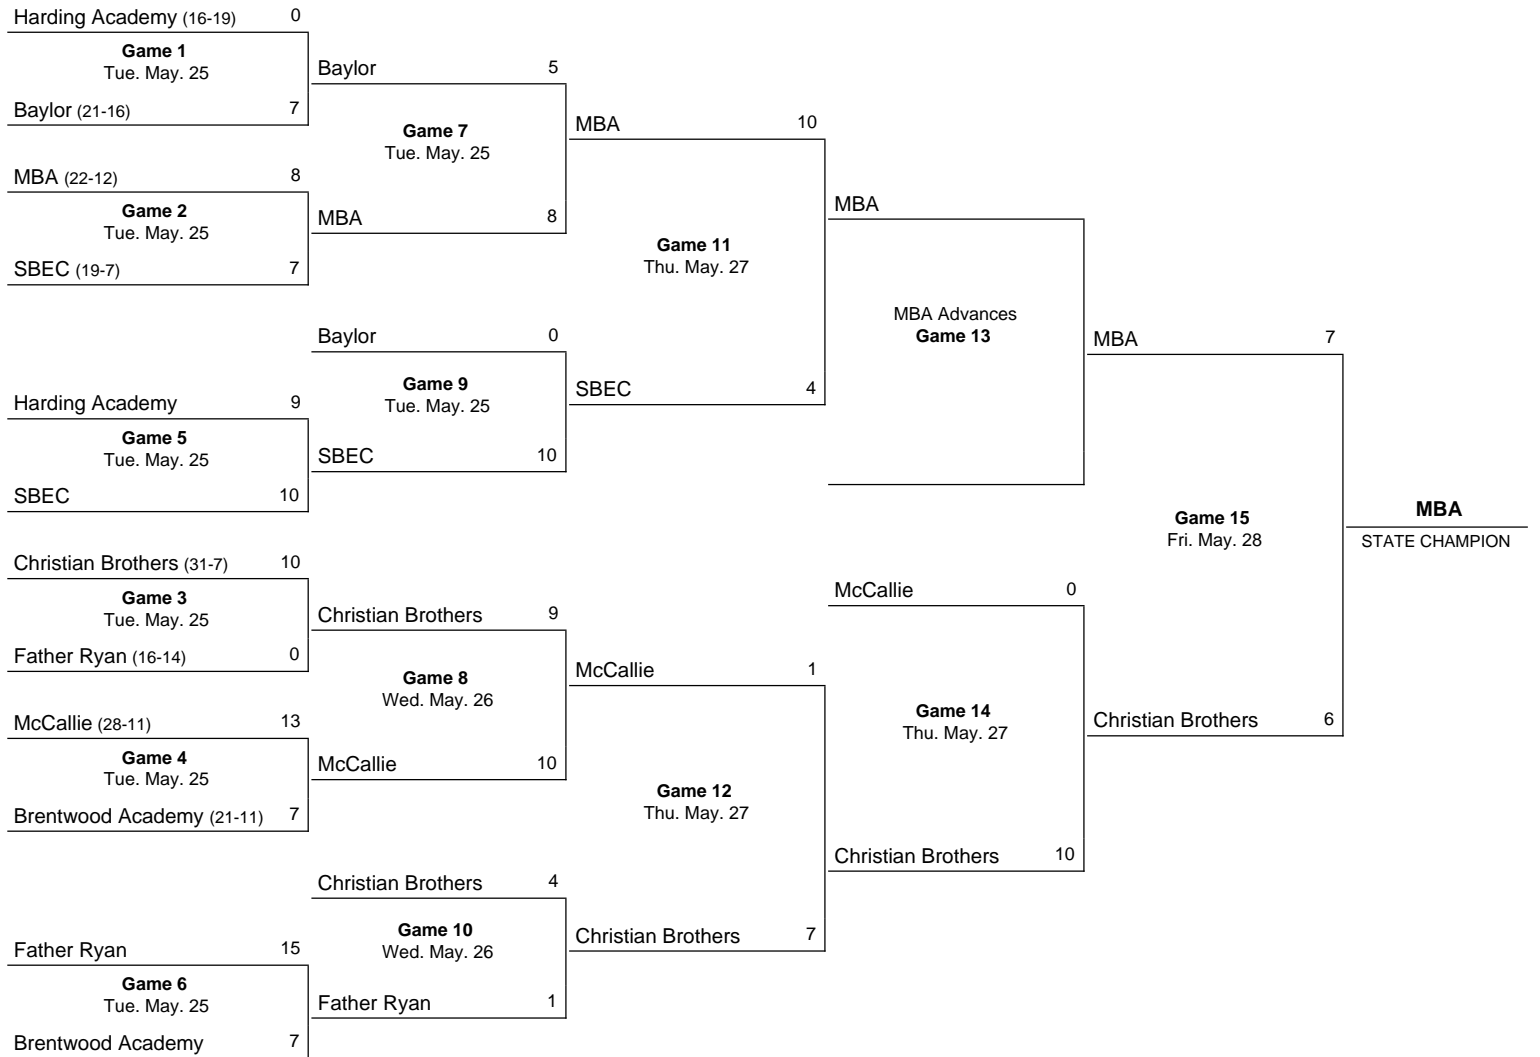 Harding Academy (16-19) 0
Game 1
Tue. May. 25
Baylor (21-16) 7
MBA (22-12) 8
Game 2
Tue. May. 25
SBEC (19-7) 7
Harding Academy 9
Game 5
Tue. May. 25
SBEC 10
Christian Brothers (31-7) 10
Game 3
Tue. May. 25
Father Ryan (16-14) 0
McCallie (28-11) 13
Game 4
Tue. May. 25
Brentwood Academy (21-11) 7
Father Ryan 15
Game 6
Tue. May. 25
Brentwood Academy 7
Baylor 5
Game 7
Tue. May. 25
MBA 8
Baylor 0
Game 9
Tue. May. 25
SBEC 10
Christian Brothers 9
Game 8
Wed. May. 26
McCallie 10
Christian Brothers 4
Game 10
Wed. May. 26
Father Ryan 1
MBA 10
Game 11
Thu. May. 27
SBEC 4
McCallie 1
Game 12
Thu. May. 27
Christian Brothers 7
MBA
MBA Advances
Game 13
McCallie 0
Game 14
Thu. May. 27
Christian Brothers 10
MBA 7
Game 15
Fri. May. 28
Christian Brothers 6
MBA
STATE CHAMPION